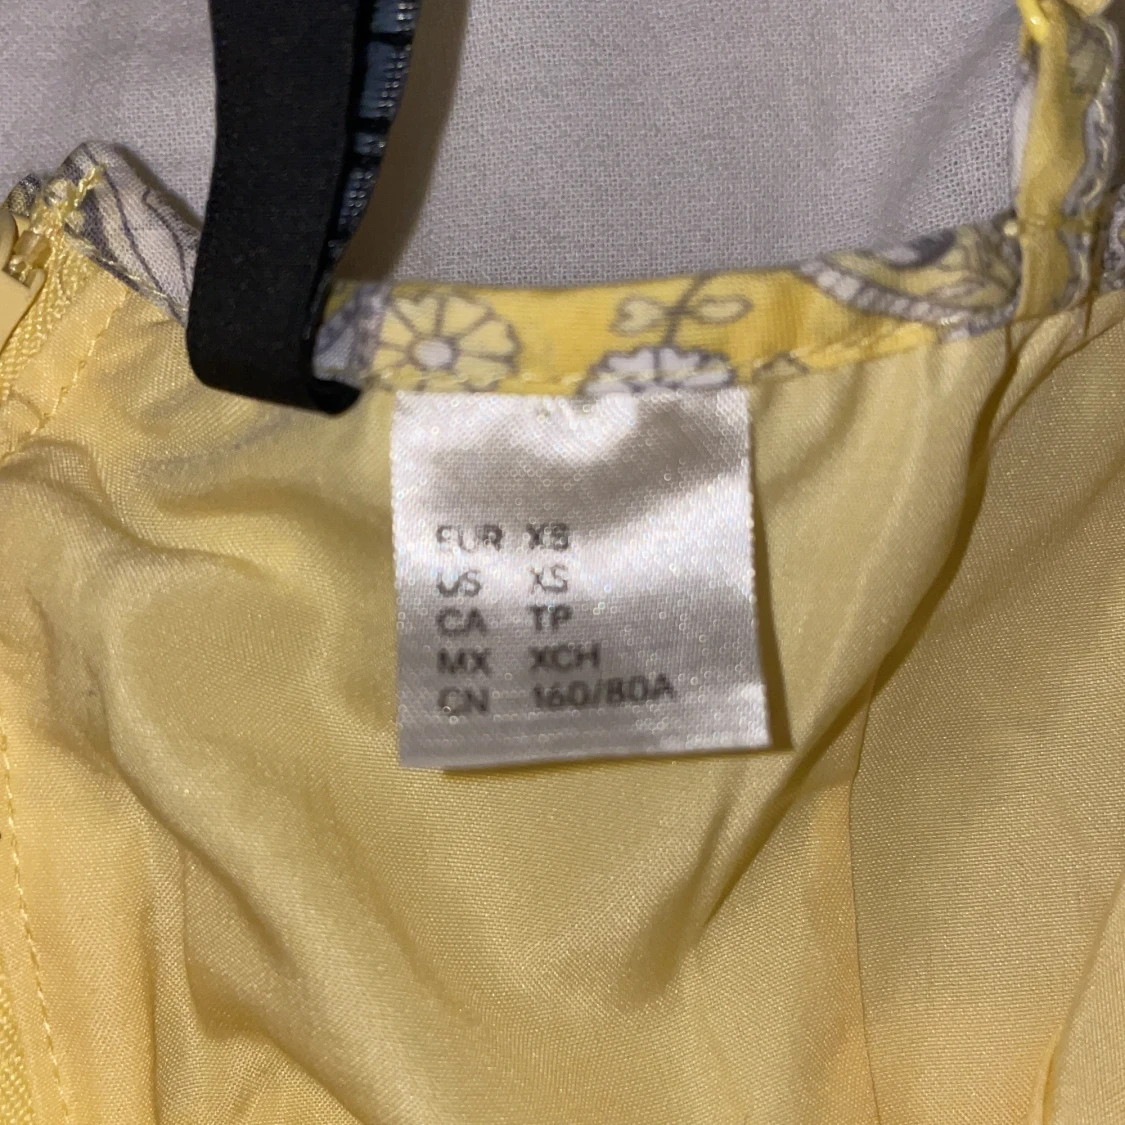 EUR XS
US XS
CA TP
MX XCH
CN 160/80A